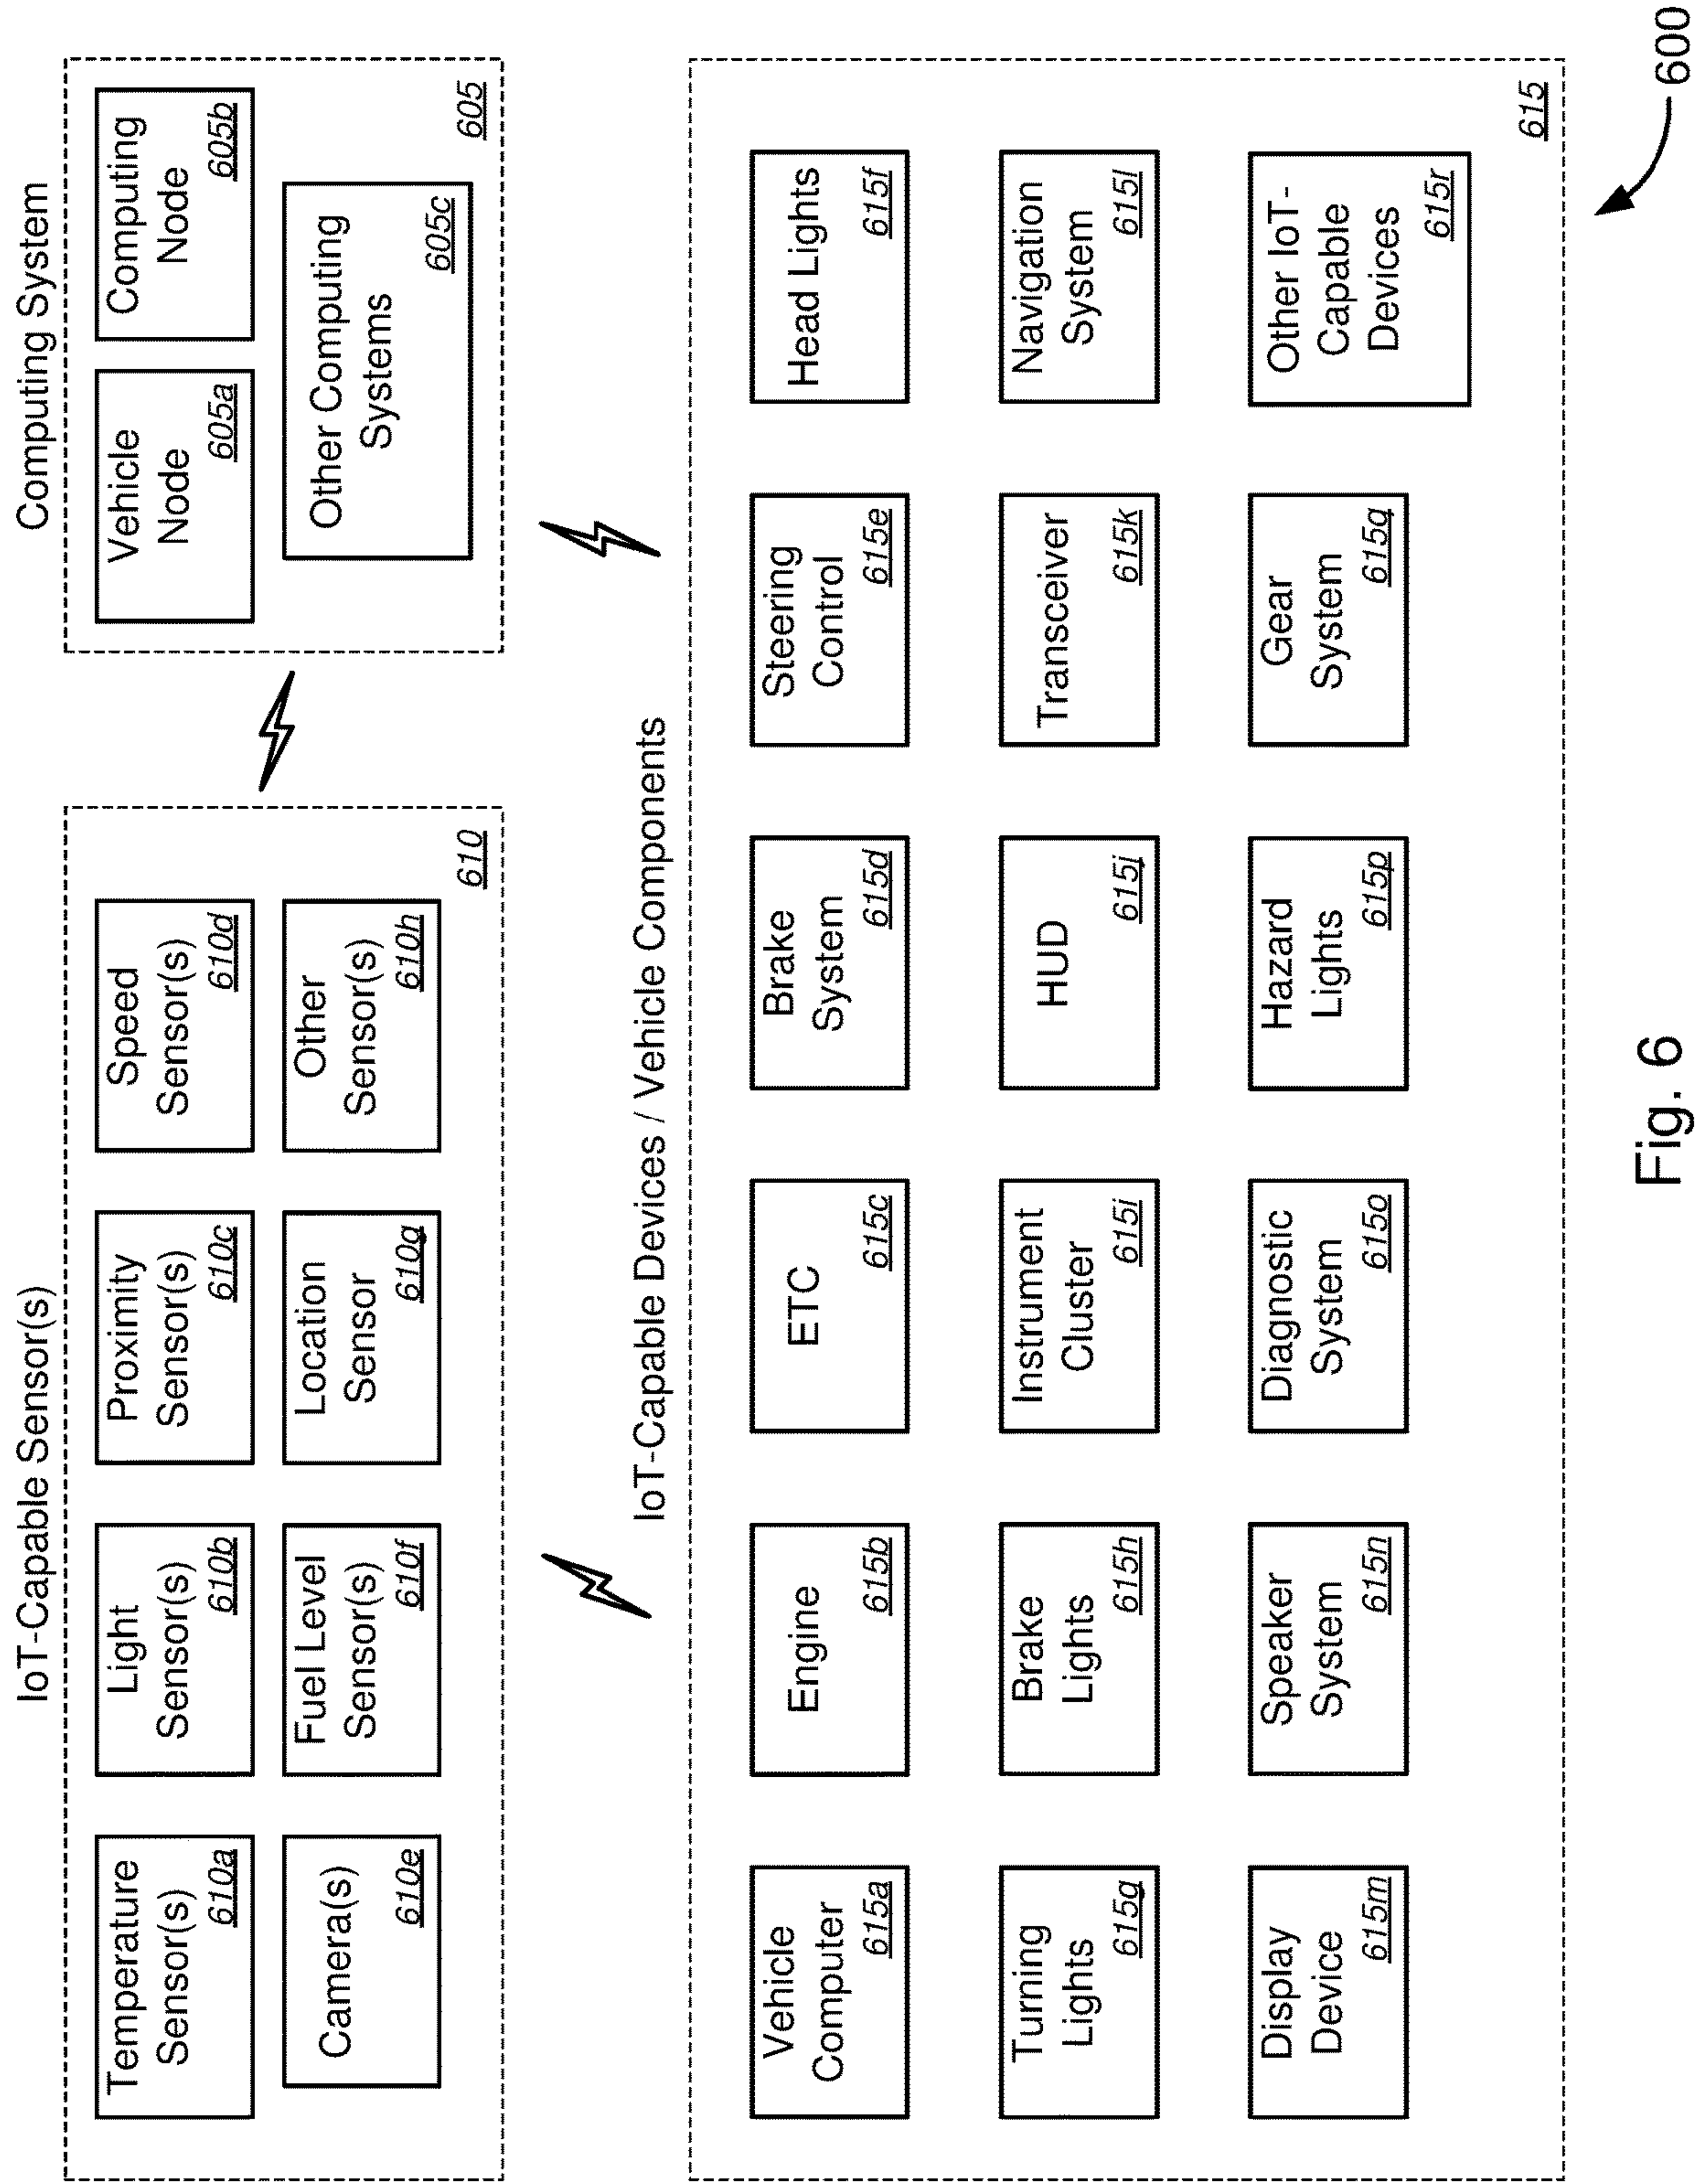 IoT-Capable Sensor(s)
Temperature
Sensor(s)
610a
Light
Sensor(s)
610b
Proximity
Sensor(s)
610c
Speed
Sensor(s)
610d
Camera(s)
610e
Fuel Level
Sensor(s)
610f
Location
Sensor
610g
Other
Sensor(s)
610h
610
Computing System
Vehicle
Node
605a
Computing
Node
605b
Other Computing
Systems
605c
605
IoT-Capable Devices / Vehicle Components
Vehicle
Computer
615a
Engine
615b
ETC
615c
Brake
System
615d
Steering
Control
615e
Head Lights
615f
Turning
Lights
615g
Brake
Lights
615h
Instrument
Cluster
615i
HUD
615j
Transceiver
615k
Navigation
System
615l
Display
Device
615m
Speaker
System
615n
Diagnostic
System
615o
Hazard
Lights
615p
Gear
System
615q
Other IoT-
Capable
Devices
615r
615
600
Fig. 6